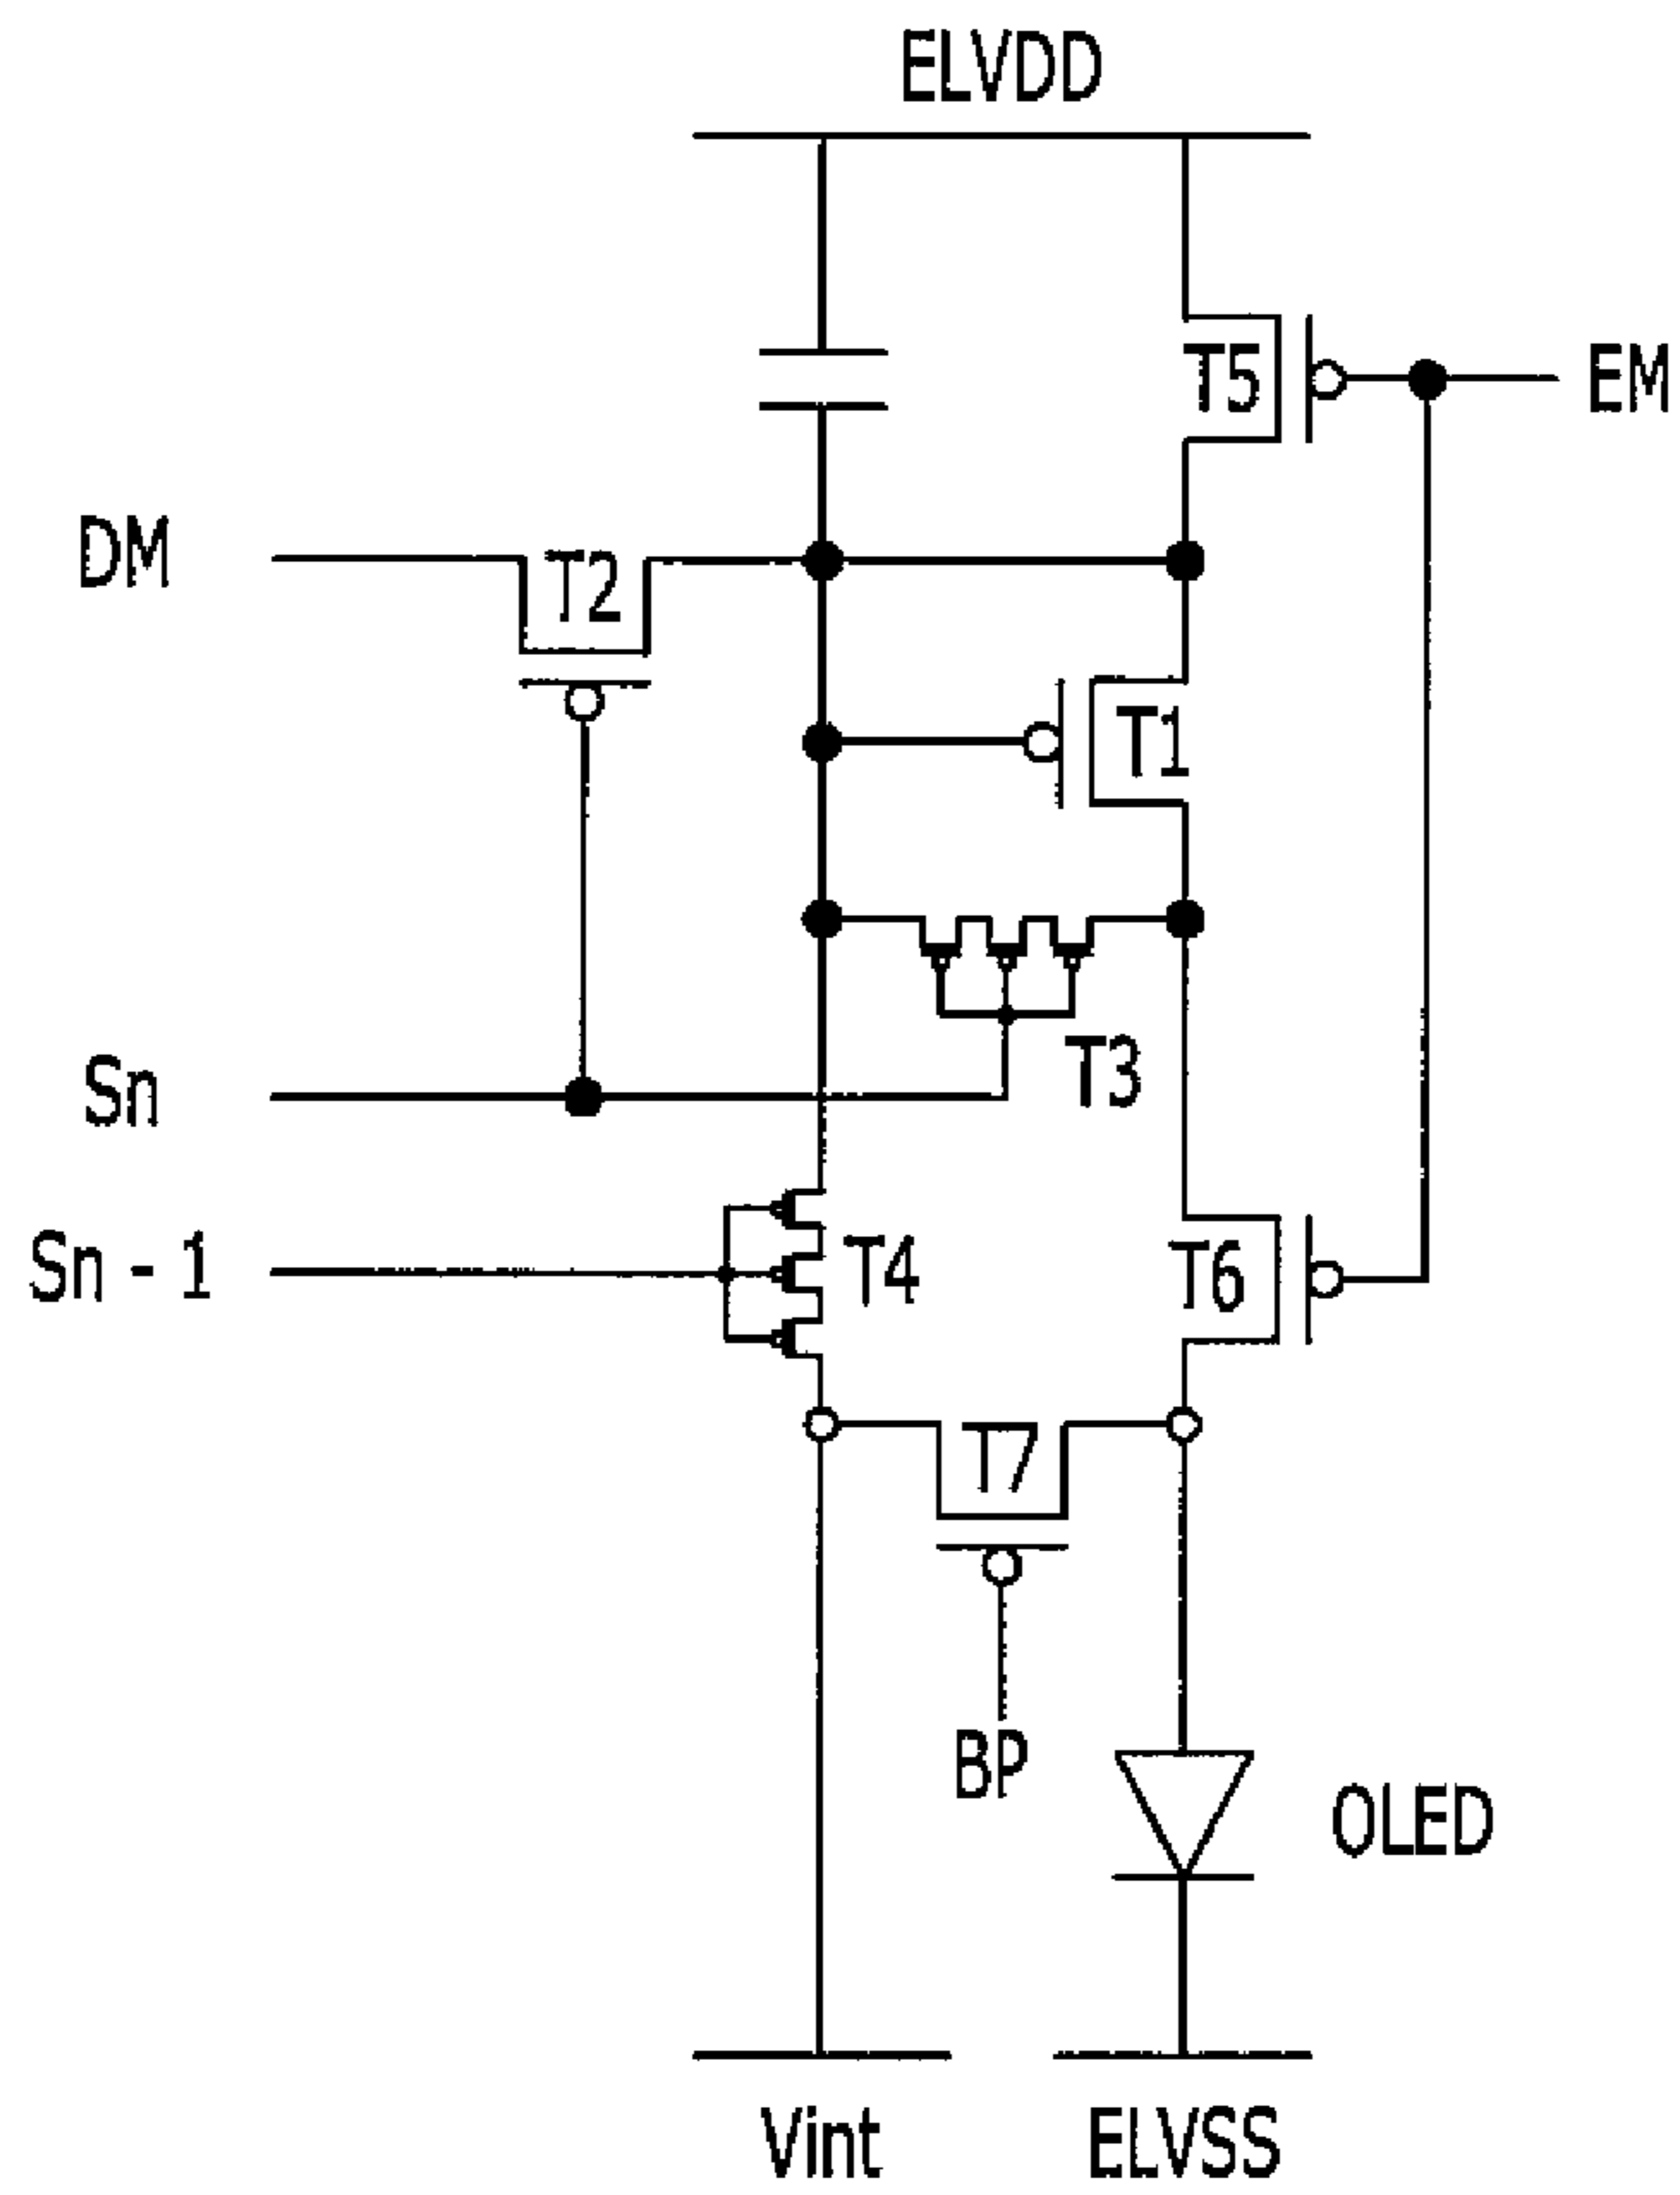 ELVDD
T5
EM
DM
T2
T1
T3
Sn
Sn - 1
T4
T6
T7
BP
OLED
Vint
ELVSS